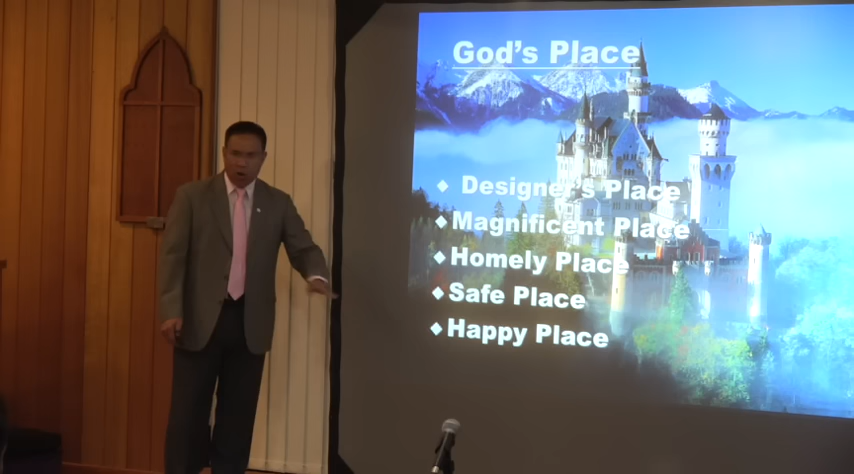 God's Place
Designer's Place
Magnificent Place
Homely Place
Safe Place
Happy Place